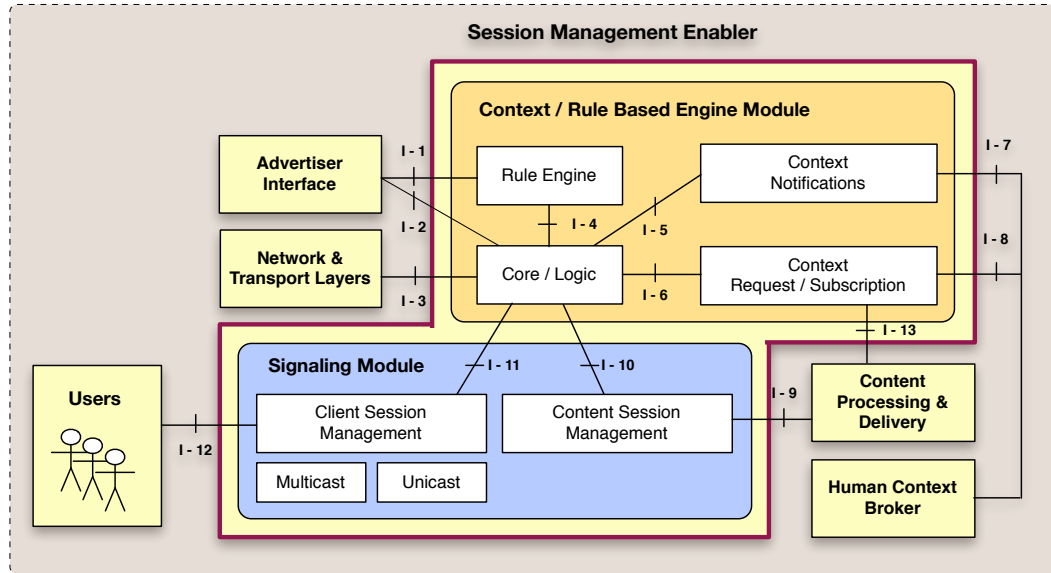 Session Management Enabler
Context / Rule Based Engine Module
Advertiser
Interface
I - 1
Rule Engine
Context
Notifications
I - 7
I - 2
I - 4
I - 5
Network &
Transport Layers
I - 3
Core / Logic
I - 6
Context
Request / Subscription
I - 8
I - 13
Signaling Module
I - 11
I - 10
Users
Client Session
Management
Content Session
Management
I - 9
Content
Processing &
Delivery
I - 12
Multicast
Unicast
Human Context
Broker